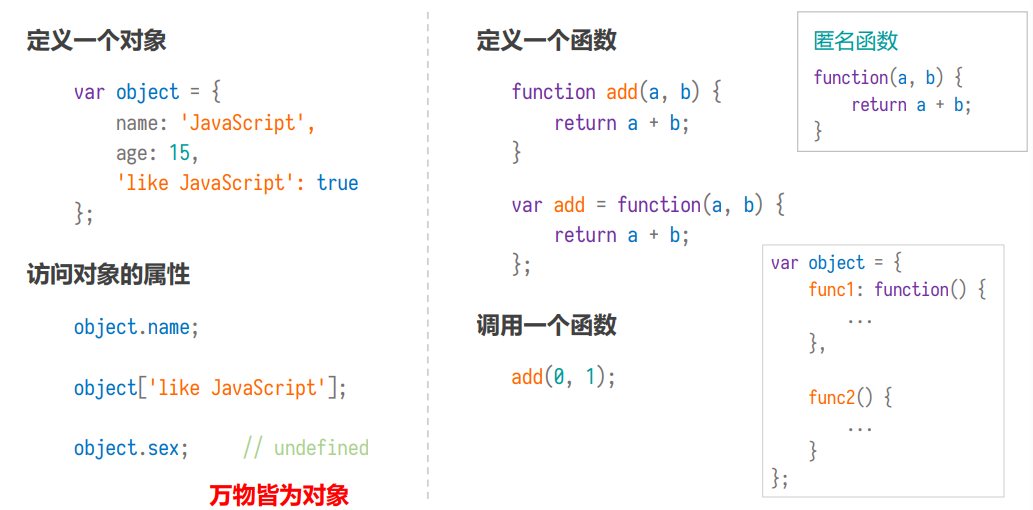 定义一个对象
var object = {
    name: 'JavaScript',
    age: 15,
    'like JavaScript': true
};
访问对象的属性
object.name;
object['like JavaScript'];
object.sex;    // undefined
万物皆为对象
定义一个函数
function add(a, b) {
    return a + b;
}
var add = function(a, b) {
    return a + b;
};
调用一个函数
add(0, 1);
匿名函数
function(a, b) {
    return a + b;
}
var object = {
    func1: function() {
        ...
    },
    func2() {
        ...
    }
};